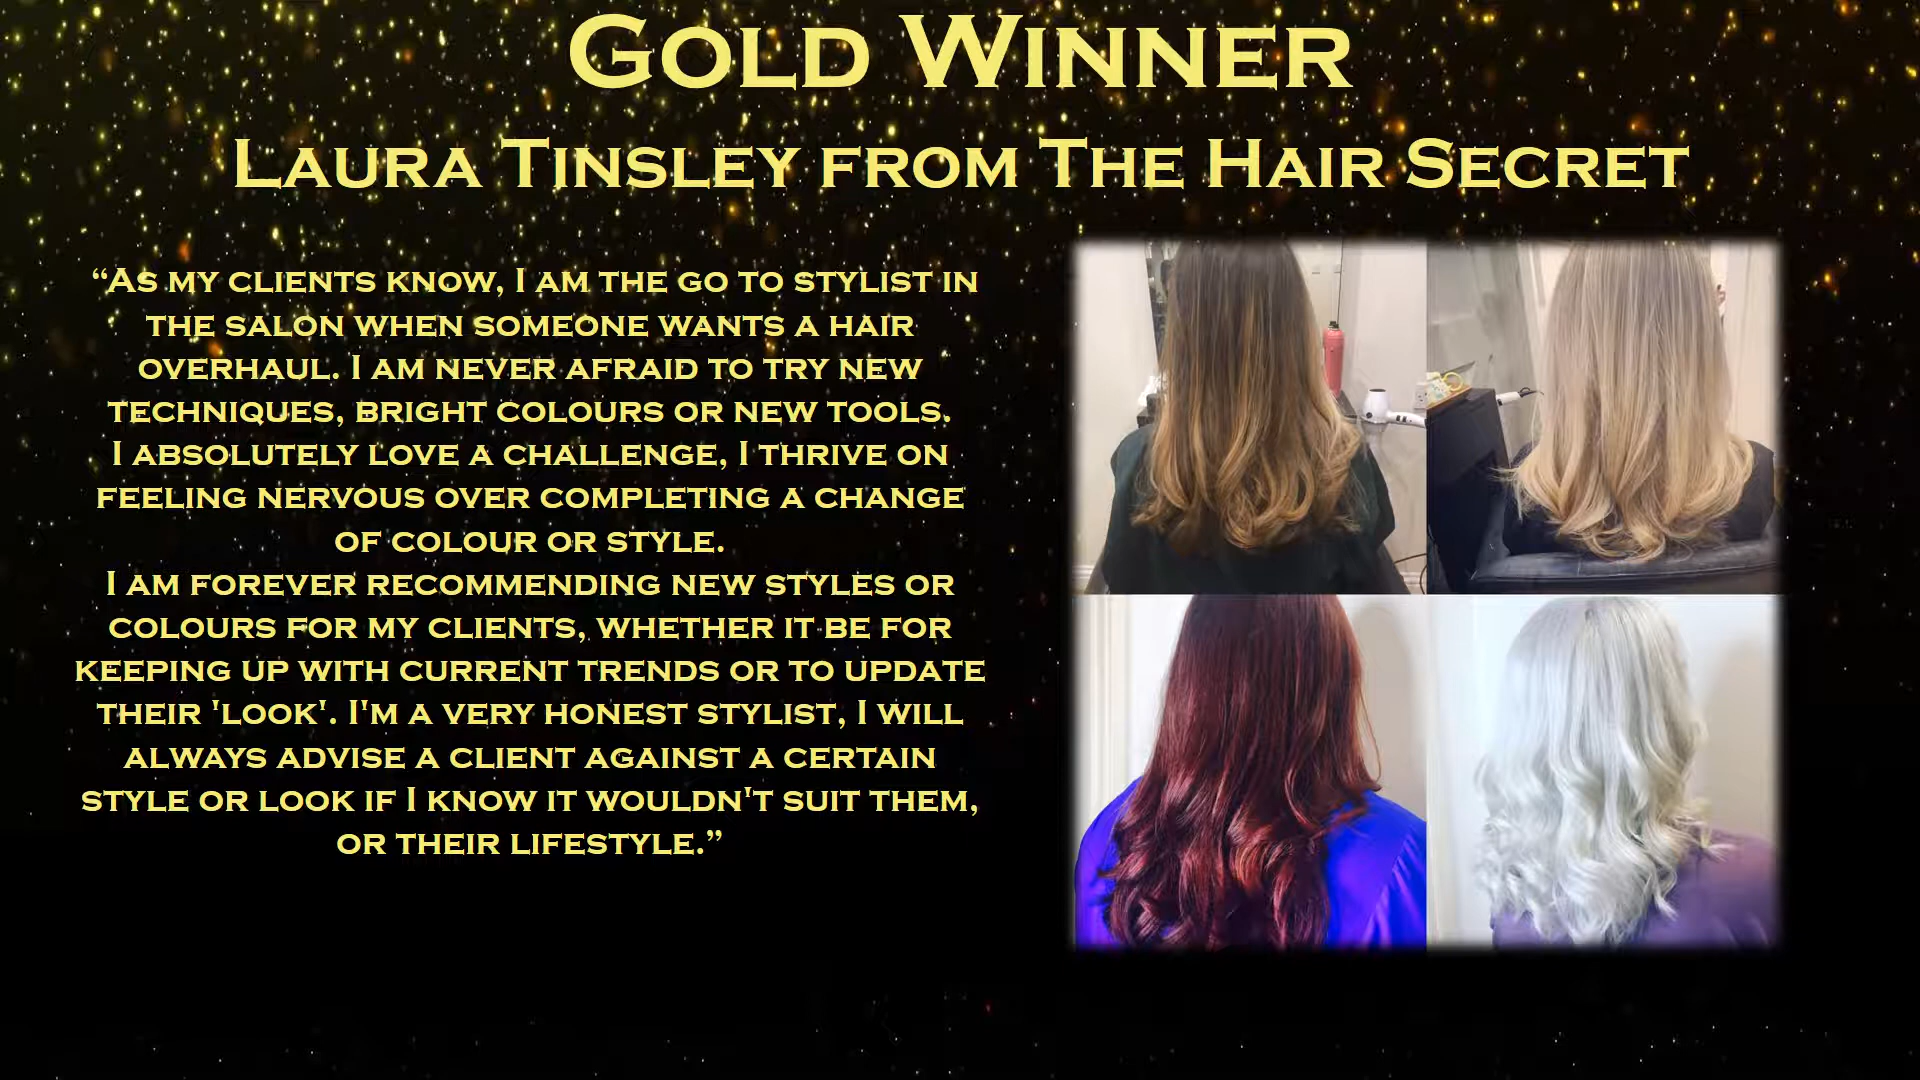 Gold Winner
Laura Tinsley from The Hair Secret
“As my clients know, I am the go to stylist in
the salon when someone wants a hair
overhaul. I am never afraid to try new
techniques, bright colours or new tools.
I absolutely love a challenge, I thrive on
feeling nervous over completing a change
of colour or style.
I am forever recommending new styles or
colours for my clients, whether it be for
keeping up with current trends or to update
their 'look'. I'm a very honest stylist, I will
always advise a client against a certain
style or look if I know it wouldn't suit them,
or their lifestyle.”